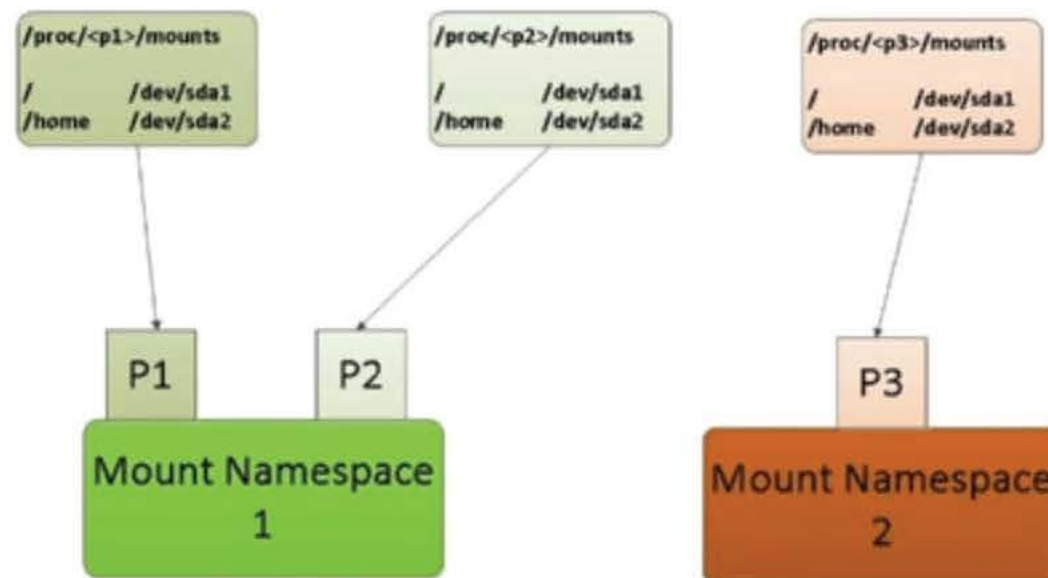 /proc/<p1>/mounts
/ /dev/sda1
/home /dev/sda2
/proc/<p2>/mounts
/ /dev/sda1
/home /dev/sda2
/proc/<p3>/mounts
/ /dev/sda1
/home /dev/sda2
P1
P2
P3
Mount Namespace
1
Mount Namespace
2